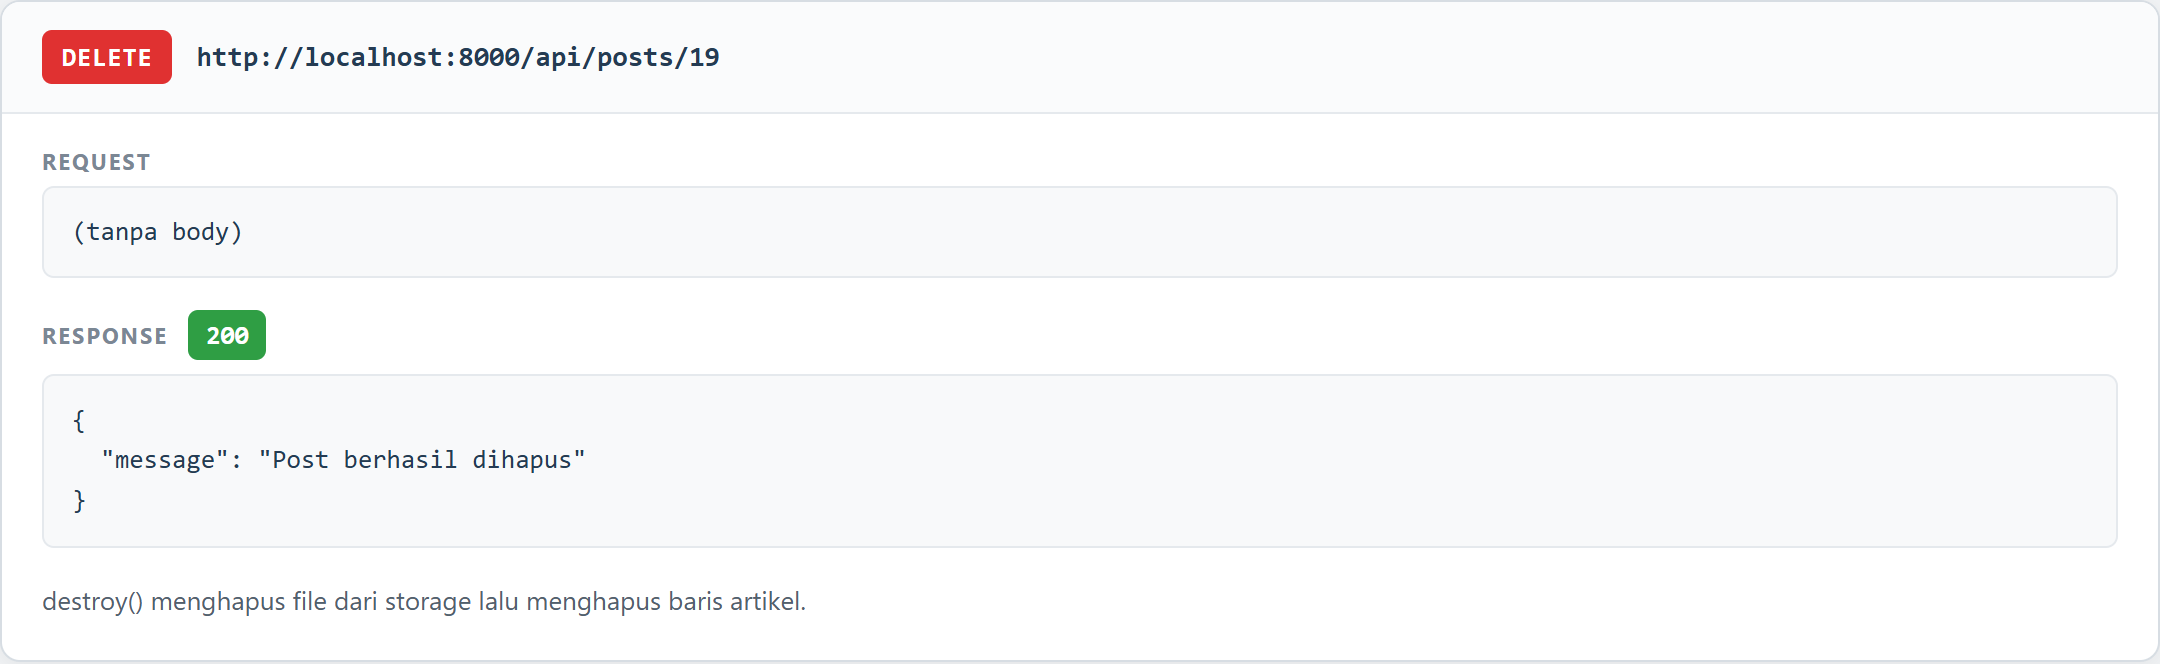 DELETE http://localhost:8000/api/posts/19
REQUEST
(tanpa body)
RESPONSE 200
{
  "message": "Post berhasil dihapus"
}
destroy() menghapus file dari storage lalu menghapus baris artikel.